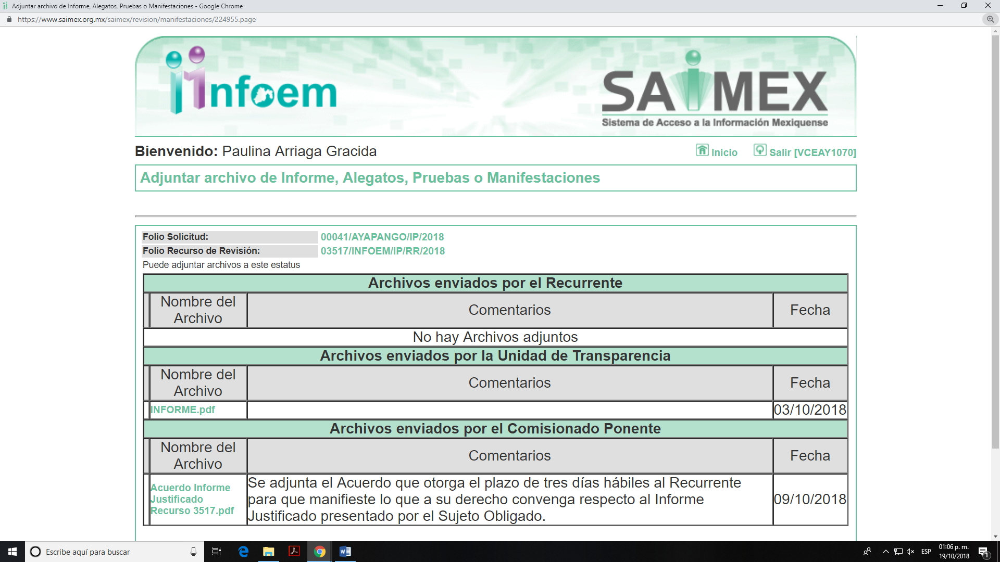 Adjuntar archivo de Informe, Alegatos, Pruebas o Manifestaciones - Google Chrome
https://www.saimex.org.mx/saimex/revision/manifestaciones/224955.page
infoem
SAIMEX
Sistema de Acceso a la Información Mexiquense
Bienvenido: Paulina Arriaga Gracida
Inicio
Salir [VCEAY1070]
Adjuntar archivo de Informe, Alegatos, Pruebas o Manifestaciones
Folio Solicitud: 00041/AYAPANGO/IP/2018
Folio Recurso de Revisión: 03517/INFOEM/IP/RR/2018
Puede adjuntar archivos a este estatus
Archivos enviados por el Recurrente
Nombre del
Archivo
Comentarios
Fecha
No hay Archivos adjuntos
Archivos enviados por la Unidad de Transparencia
Nombre del
Archivo
Comentarios
Fecha
INFORME.pdf
03/10/2018
Archivos enviados por el Comisionado Ponente
Nombre del
Archivo
Comentarios
Fecha
Acuerdo Informe
Justificado
Recurso 3517.pdf
Se adjunta el Acuerdo que otorga el plazo de tres días hábiles al Recurrente
para que manifieste lo que a su derecho convenga respecto al Informe
Justificado presentado por el Sujeto Obligado.
09/10/2018
Escribe aquí para buscar
ESP
01:06 p. m.
19/10/2018
1